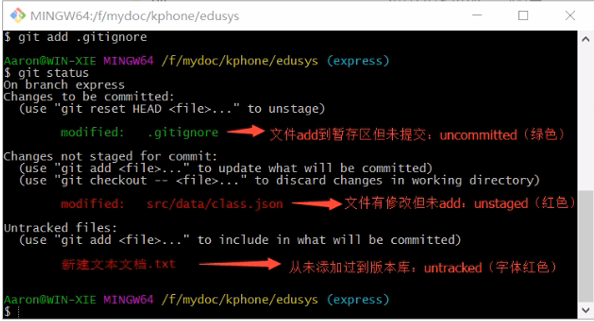 MINGW64:/f/mydoc/kphone/edusys
$ git add .gitignore
Aaron@WIN-XIE MINGW64 /f/mydoc/kphone/edusys (express)
$ git status
On branch express
Changes to be committed:
(use "git reset HEAD <file>..." to unstage)
modified: .gitignore 文件add到暂存区但未提交：uncommitted（绿色）
Changes not staged for commit:
(use "git add <file>..." to update what will be committed)
(use "git checkout -- <file>..." to discard changes in working directory)
modified: src/data/class.json 文件有修改但未add：unstaged（红色）
Untracked files:
(use "git add <file>..." to include in what will be committed)
新建文本文档.txt 从未添加过到版本库：untracked（字体红色）
Aaron@WIN-XIE MINGW64 /f/mydoc/kphone/edusys (express)
$